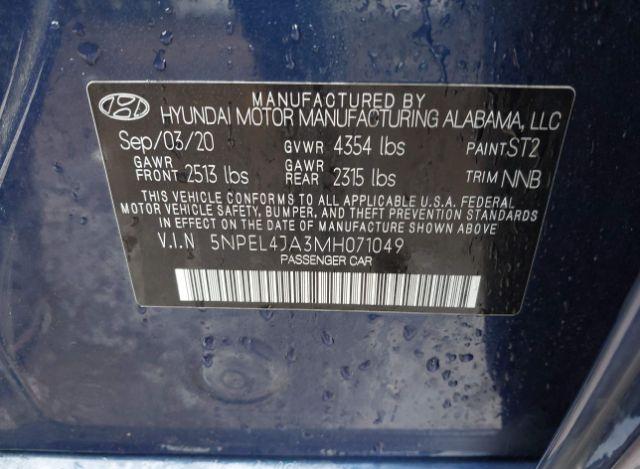 MANUFACTURED BY
HYUNDAI MOTOR MANUFACTURING ALABAMA, LLC
Sep/03/20 GVWR 4354 lbs PAINT ST2
GAWR FRONT 2513 lbs GAWR REAR 2315 lbs TRIM NNB
THIS VEHICLE CONFORMS TO ALL APPLICABLE U.S.A. FEDERAL
MOTOR VEHICLE SAFETY, BUMPER, AND THEFT PREVENTION STANDARDS
IN EFFECT ON THE DATE OF MANUFACTURE SHOWN ABOVE.
V.I.N 5NPEL4JA3MH071049
PASSENGER CAR